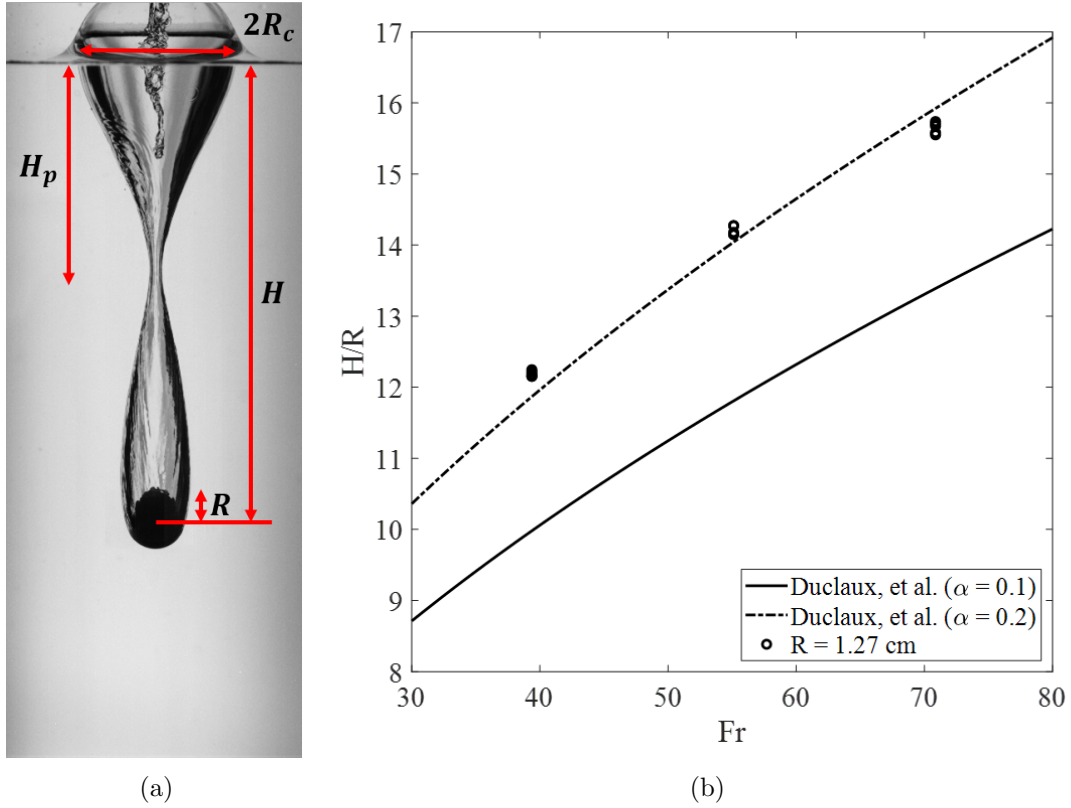 2R_c
H_p
H
R
(a)
17
16
15
14
13
12
11
10
9
8
H/R
30
40
50
60
70
80
Fr
Duclaux, et al. (α = 0.1)
Duclaux, et al. (α = 0.2)
R = 1.27 cm
(b)